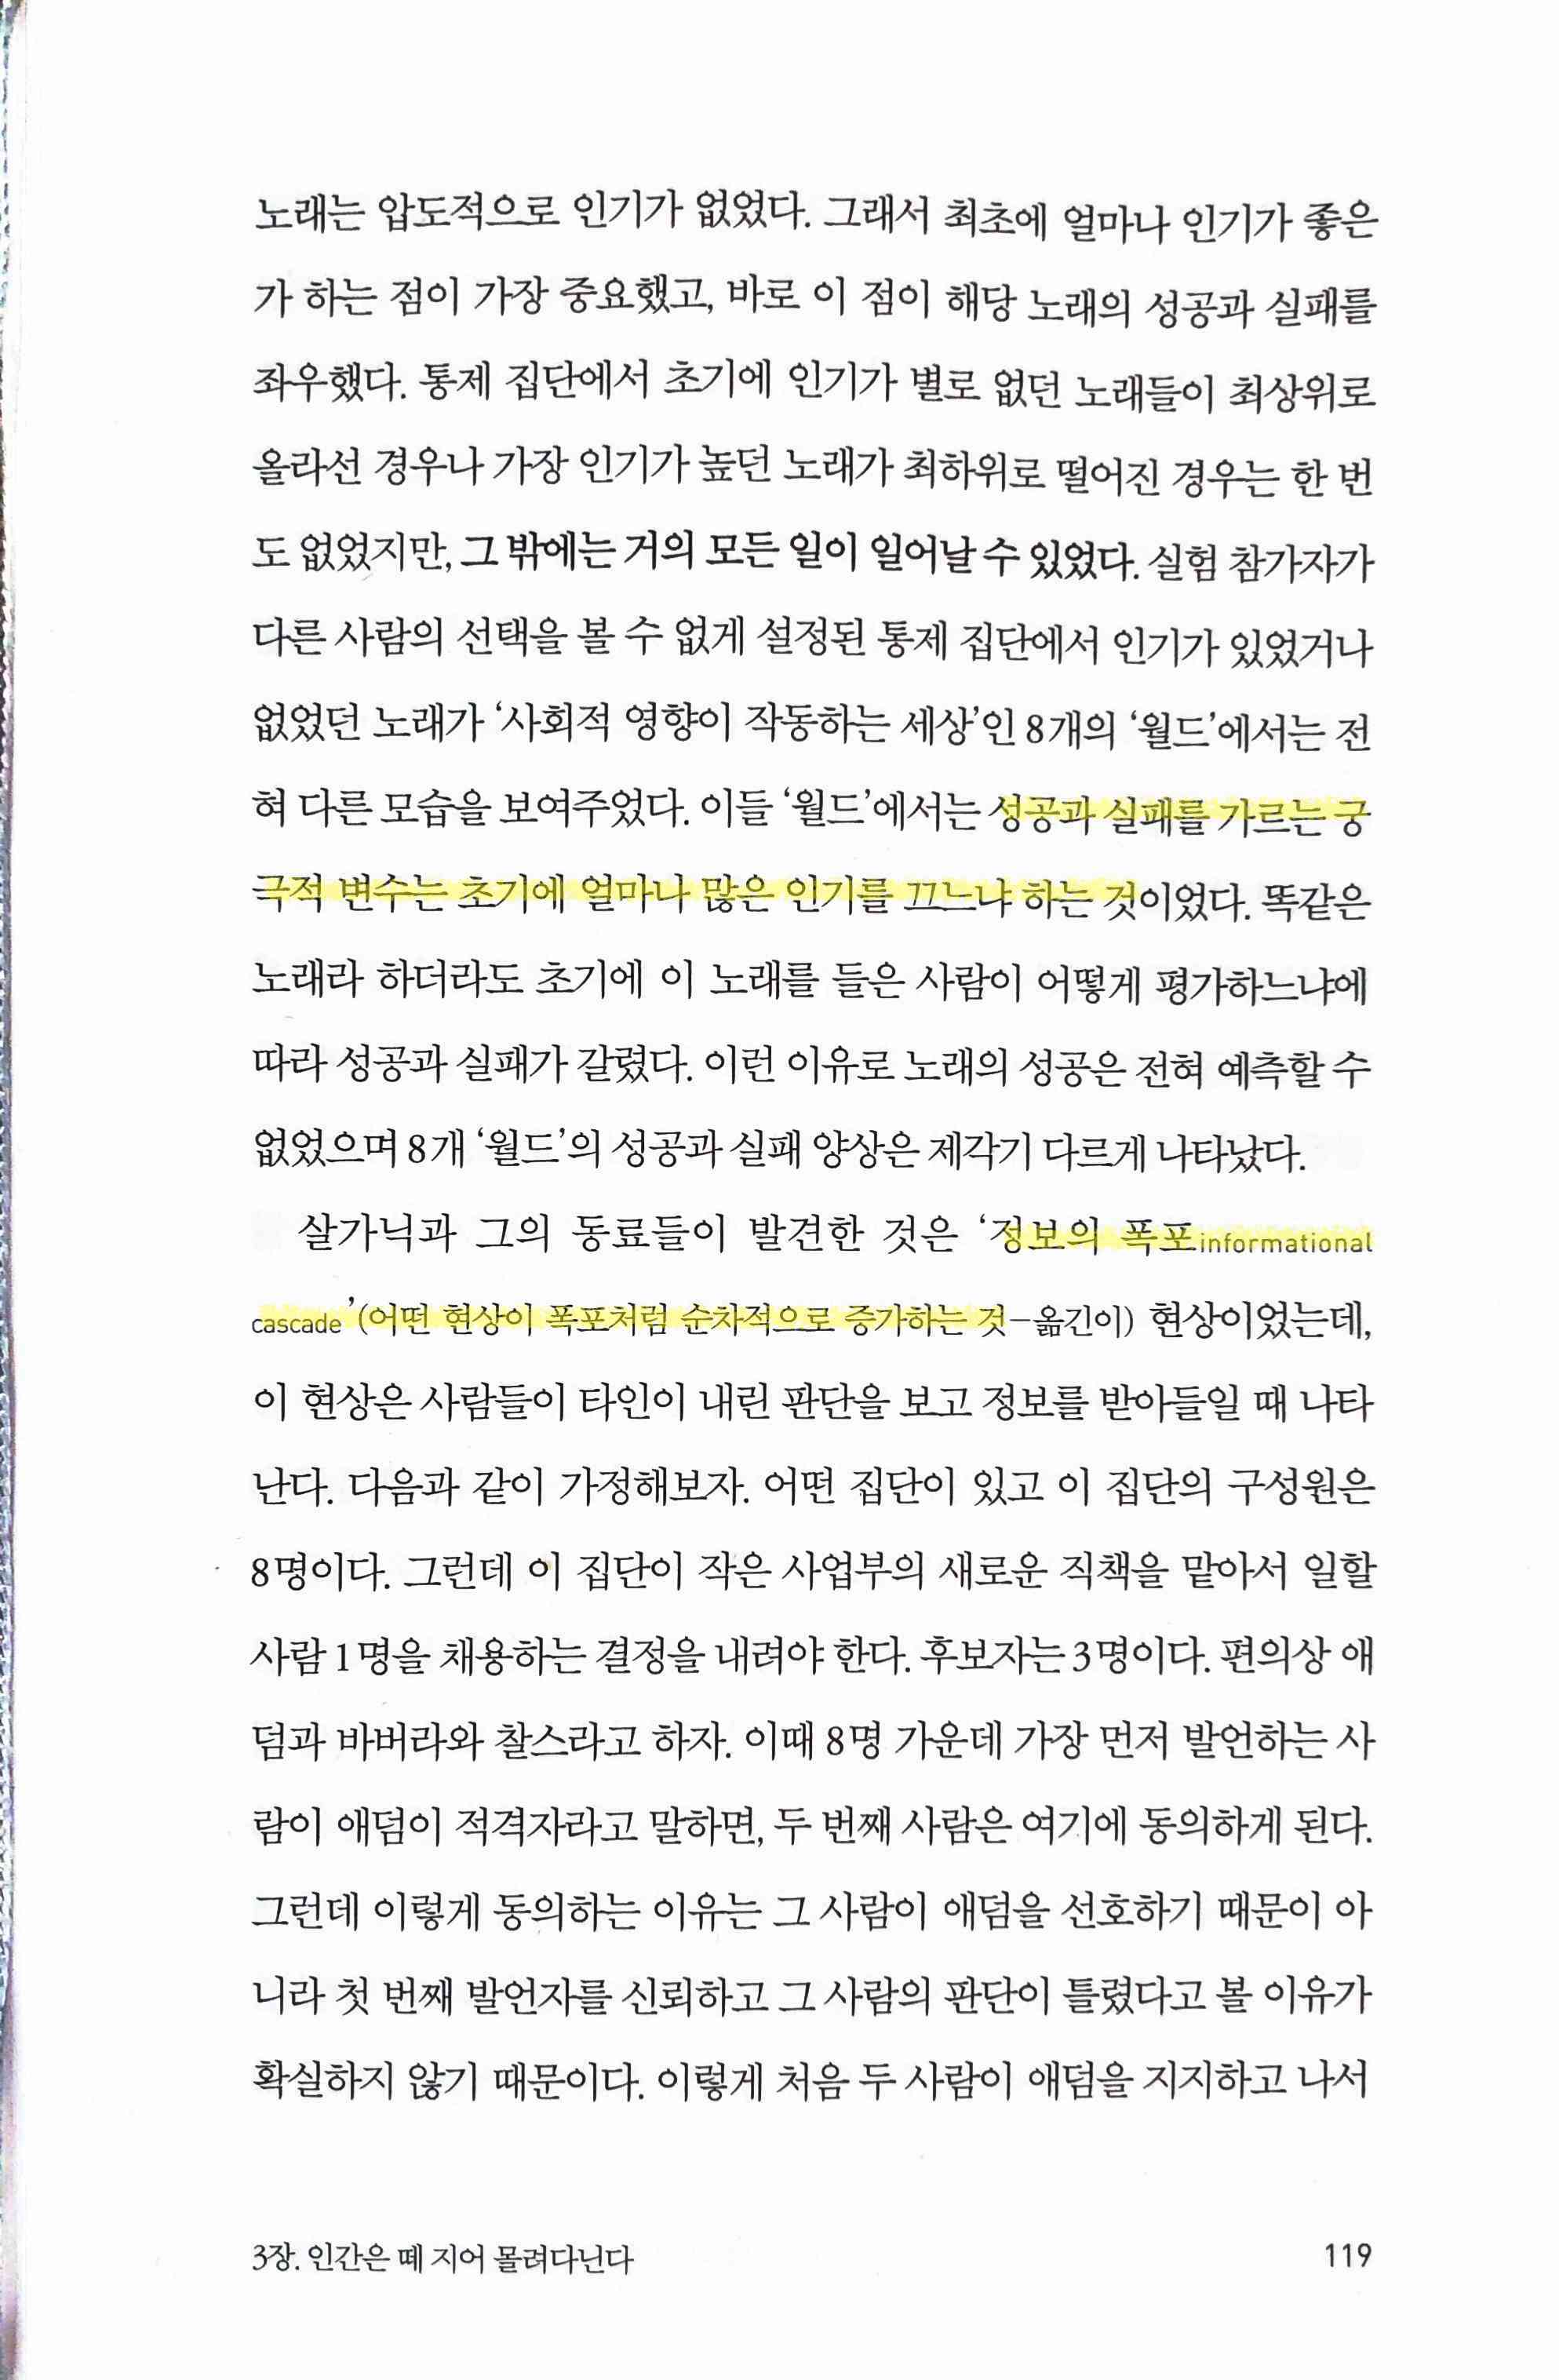 노래는 압도적으로 인기가 없었다. 그래서 최초에 얼마나 인기가 좋은
가 하는 점이 가장 중요했고, 바로 이 점이 해당 노래의 성공과 실패를
좌우했다. 통제 집단에서 초기에 인기가 별로 없던 노래들이 최상위로
올라선 경우나 가장 인기가 높던 노래가 최하위로 떨어진 경우는 한 번
도 없었지만, 그 밖에는 거의 모든 일이 일어날 수 있었다. 실험 참가자가
다른 사람의 선택을 볼 수 없게 설정된 통제 집단에서 인기가 있었거나
없었던 노래가 ‘사회적 영향이 작동하는 세상’인 8개의 ‘월드’에서는 전
혀 다른 모습을 보여주었다. 이들 ‘월드’에서는 성공과 실패를 가르는 궁
극적 변수는 초기에 얼마나 많은 인기를 끄느냐 하는 것이었다. 똑같은
노래라 하더라도 초기에 이 노래를 들은 사람이 어떻게 평가하느냐에
따라 성공과 실패가 갈렸다. 이런 이유로 노래의 성공은 전혀 예측할 수
없었으며 8개 ‘월드’의 성공과 실패 양상은 제각기 다르게 나타났다.
살가닉과 그의 동료들이 발견한 것은 ‘정보의 폭포informational
cascade’(어떤 현상이 폭포처럼 순차적으로 증가하는 것–옮긴이) 현상이었는데,
이 현상은 사람들이 타인이 내린 판단을 보고 정보를 받아들일 때 나타
난다. 다음과 같이 가정해보자. 어떤 집단이 있고 이 집단의 구성원은
8명이다. 그런데 이 집단이 작은 사업부의 새로운 직책을 맡아서 일할
사람 1명을 채용하는 결정을 내려야 한다. 후보자는 3명이다. 편의상 애
덤과 바버라와 찰스라고 하자. 이때 8명 가운데 가장 먼저 발언하는 사
람이 애덤이 적격자라고 말하면, 두 번째 사람은 여기에 동의하게 된다.
그런데 이렇게 동의하는 이유는 그 사람이 애덤을 선호하기 때문이 아
니라 첫 번째 발언자를 신뢰하고 그 사람의 판단이 틀렸다고 볼 이유가
확실하지 않기 때문이다. 이렇게 처음 두 사람이 애덤을 지지하고 나서
3장. 인간은 떼 지어 몰려다닌다
119